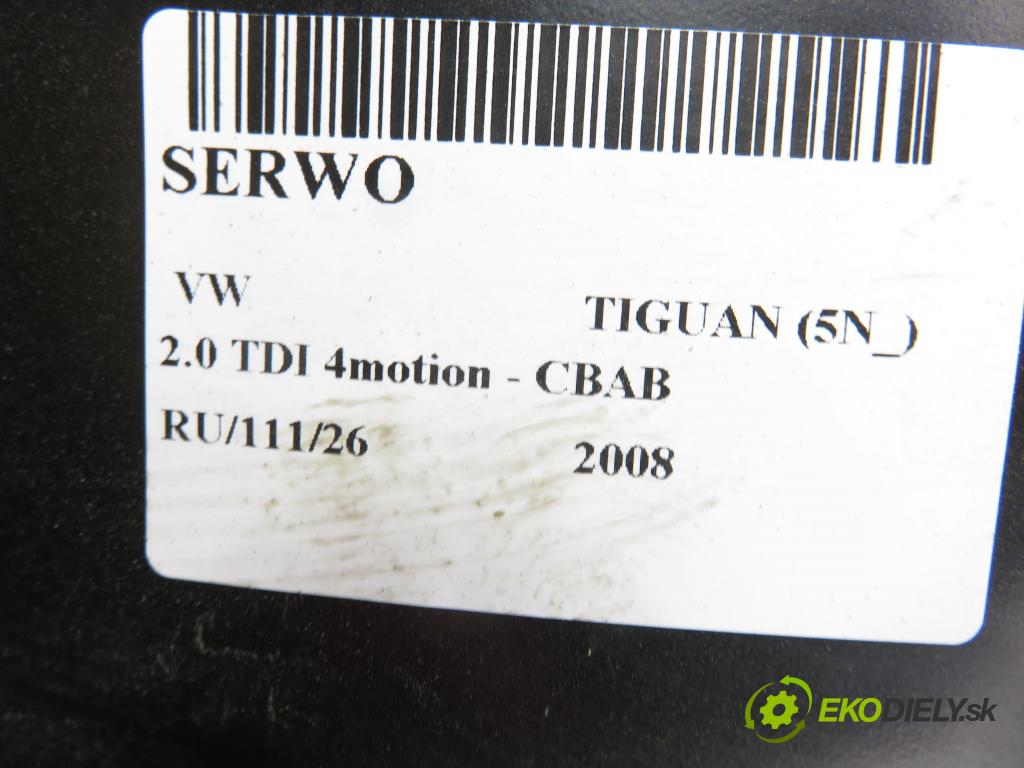 SERWO
VW TIGUAN (5N_)
2.0 TDI 4motion - CBAB
RU/111/26 2008
EKODIELY.sk